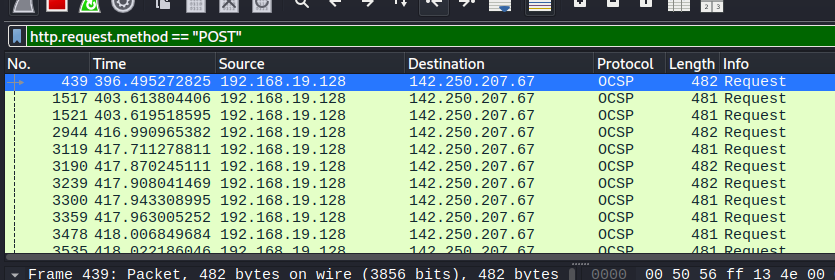 http.request.method == "POST"
No. Time Source Destination Protocol Length Info
439 396.495272825 192.168.19.128 142.250.207.67 OCSP 482 Request
1517 403.613804406 192.168.19.128 142.250.207.67 OCSP 481 Request
1521 403.619518595 192.168.19.128 142.250.207.67 OCSP 481 Request
2944 416.990965382 192.168.19.128 142.250.207.67 OCSP 482 Request
3119 417.711278811 192.168.19.128 142.250.207.67 OCSP 481 Request
3190 417.870245111 192.168.19.128 142.250.207.67 OCSP 482 Request
3239 417.908041469 192.168.19.128 142.250.207.67 OCSP 482 Request
3300 417.943308995 192.168.19.128 142.250.207.67 OCSP 481 Request
3359 417.963005252 192.168.19.128 142.250.207.67 OCSP 481 Request
3478 418.006849684 192.168.19.128 142.250.207.67 OCSP 481 Request
3535 418.022186046 192.168.19.128 142.250.207.67 OCSP 481 Request
Frame 439: Packet, 482 bytes on wire (3856 bits), 482 bytes 0000 00 50 56 ff 13 4e 00